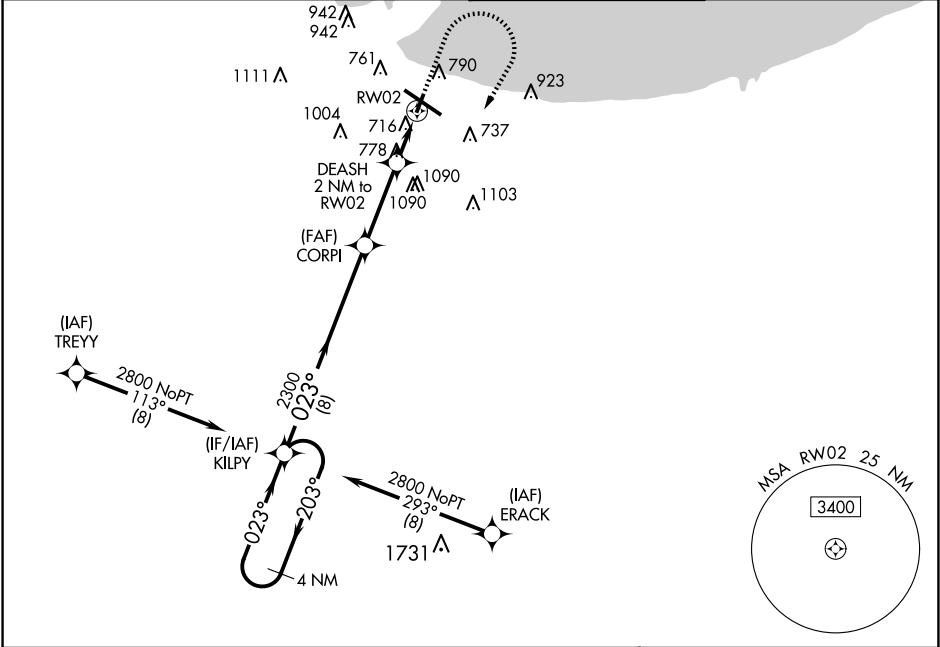 942
942
761
790
1111
923
RW02
1004
716
737
778
DEASH
2 NM to
RW02
1090
1090
1103
(FAF)
CORPI
(IAF)
TREYY
2800 NoPT
113°
(8)
2300
023°
(8)
(IF/IAF)
KILPY
023°
203°
4 NM
2800 NoPT
293°
(8)
(IAF)
ERACK
1731
MSA RW02 25 NM
3400